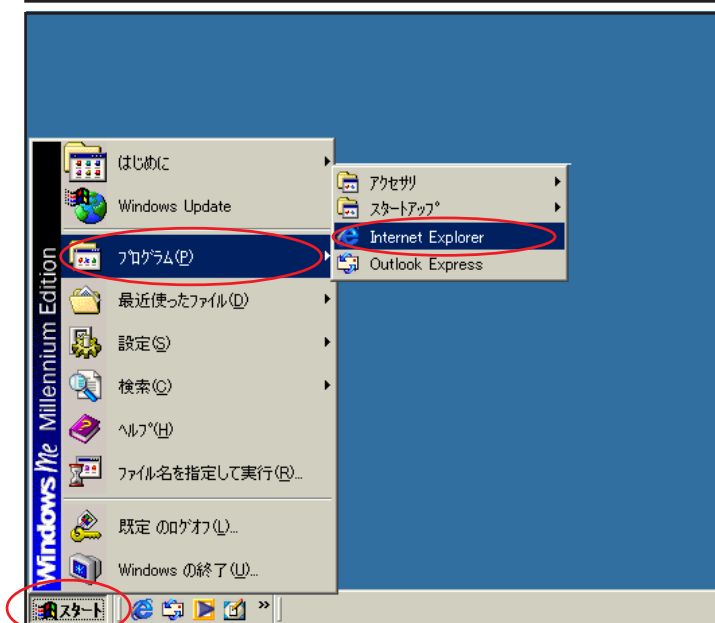 はじめに
Windows Update
プログラム(P)
最近使ったファイル(D)
設定(S)
検索(C)
ヘルプ(H)
ファイル名を指定して実行(R)...
既定 のログオフ(L)...
Windows の終了(U)...
アクセサリ
スタートアップ
Internet Explorer
Outlook Express
Windows Me Millennium Edition
スタート
»